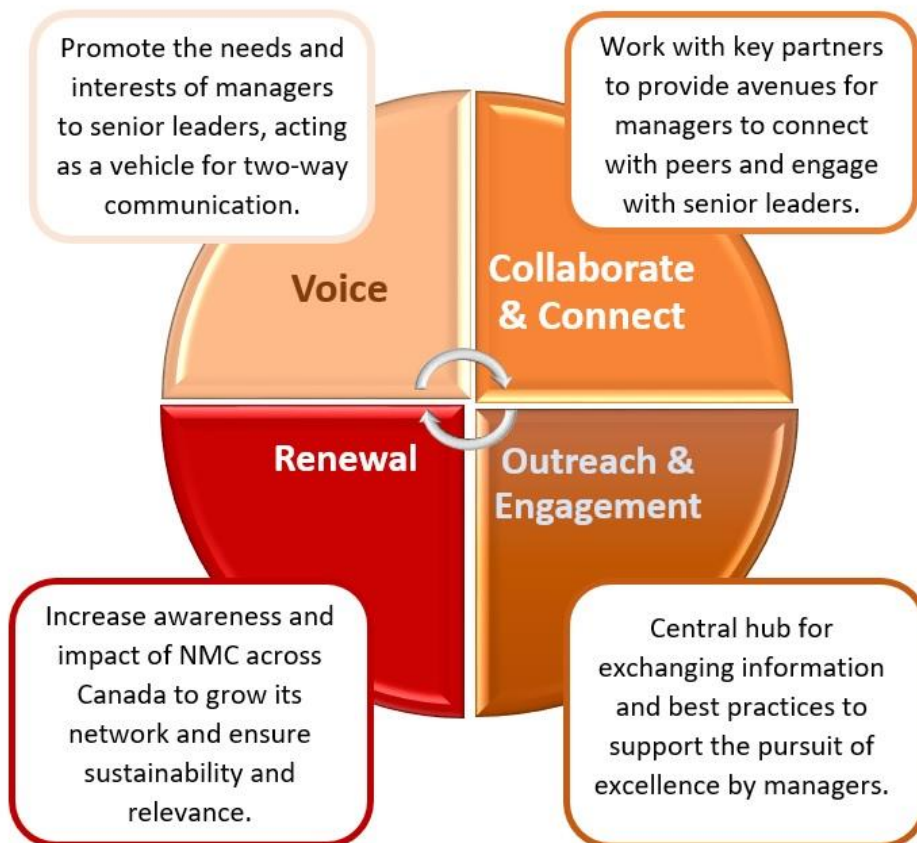 Promote the needs and
interests of managers
to senior leaders, acting
as a vehicle for two-way
communication.
Work with key partners
to provide avenues for
managers to connect
with peers and engage
with senior leaders.
Voice
Collaborate
& Connect
Renewal
Outreach &
Engagement
Increase awareness and
impact of NMC across
Canada to grow its
network and ensure
sustainability and
relevance.
Central hub for
exchanging information
and best practices to
support the pursuit of
excellence by managers.